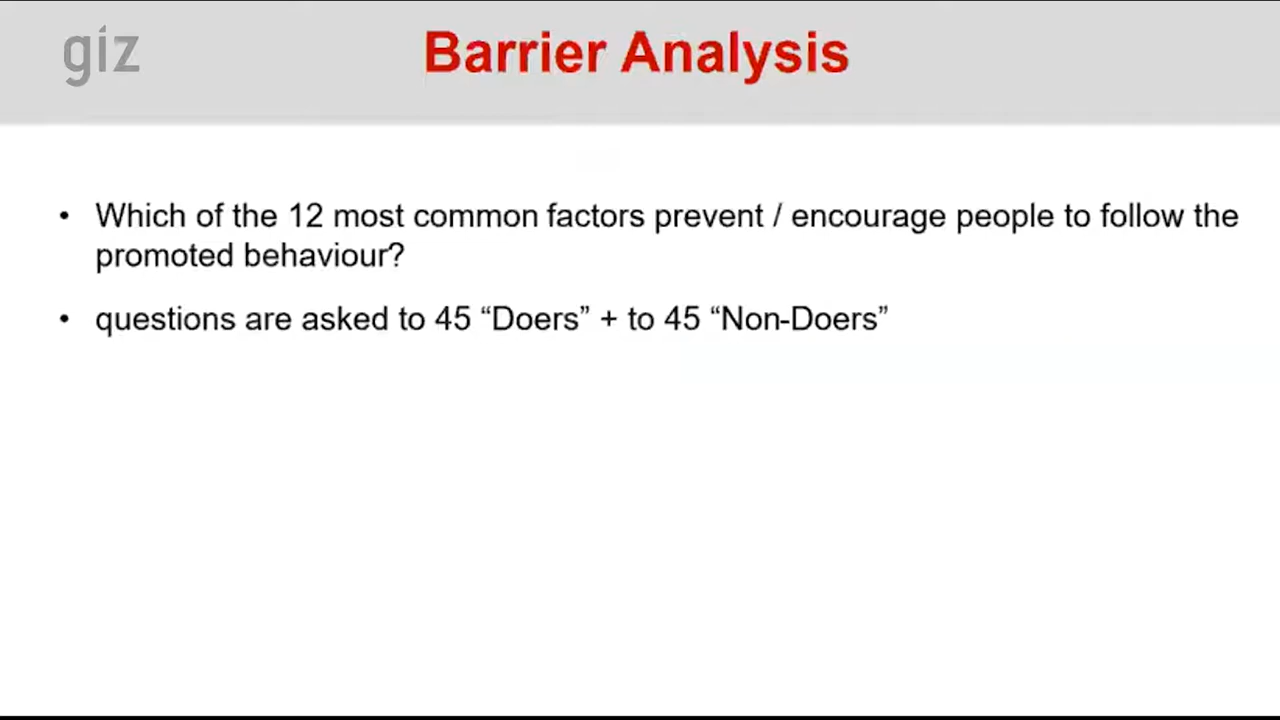 giz
Barrier Analysis
• Which of the 12 most common factors prevent / encourage people to follow the
promoted behaviour?
• questions are asked to 45 “Doers” + to 45 “Non-Doers”